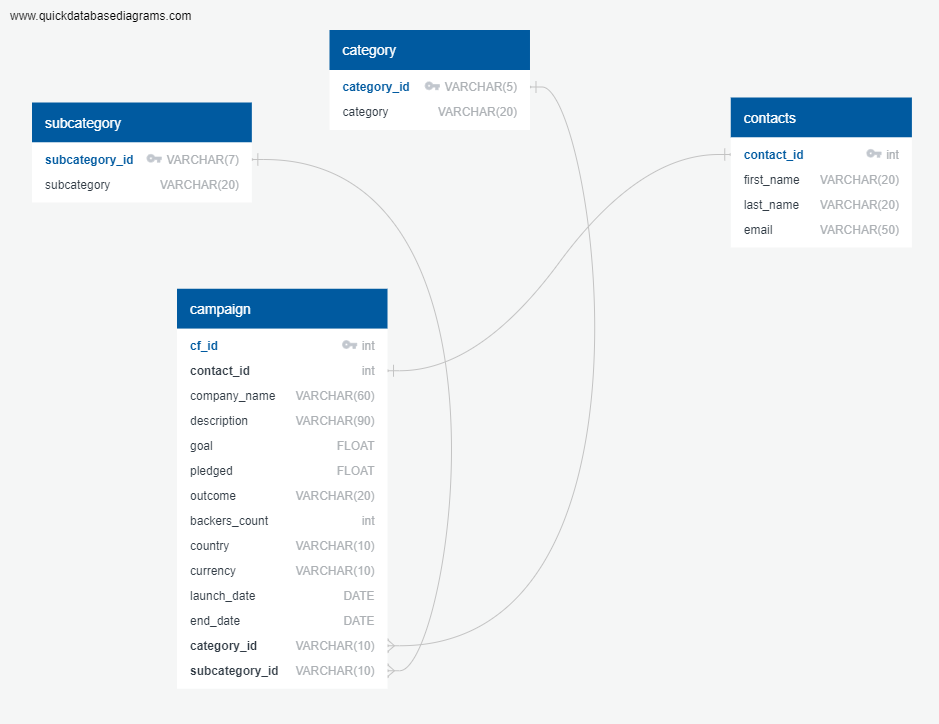 www.quickdatabasediagrams.com
category
category_id VARCHAR(5)
category VARCHAR(20)
subcategory
subcategory_id VARCHAR(7)
subcategory VARCHAR(20)
contacts
contact_id int
first_name VARCHAR(20)
last_name VARCHAR(20)
email VARCHAR(50)
campaign
cf_id int
contact_id int
company_name VARCHAR(60)
description VARCHAR(90)
goal FLOAT
pledged FLOAT
outcome VARCHAR(20)
backers_count int
country VARCHAR(10)
currency VARCHAR(10)
launch_date DATE
end_date DATE
category_id VARCHAR(10)
subcategory_id VARCHAR(10)